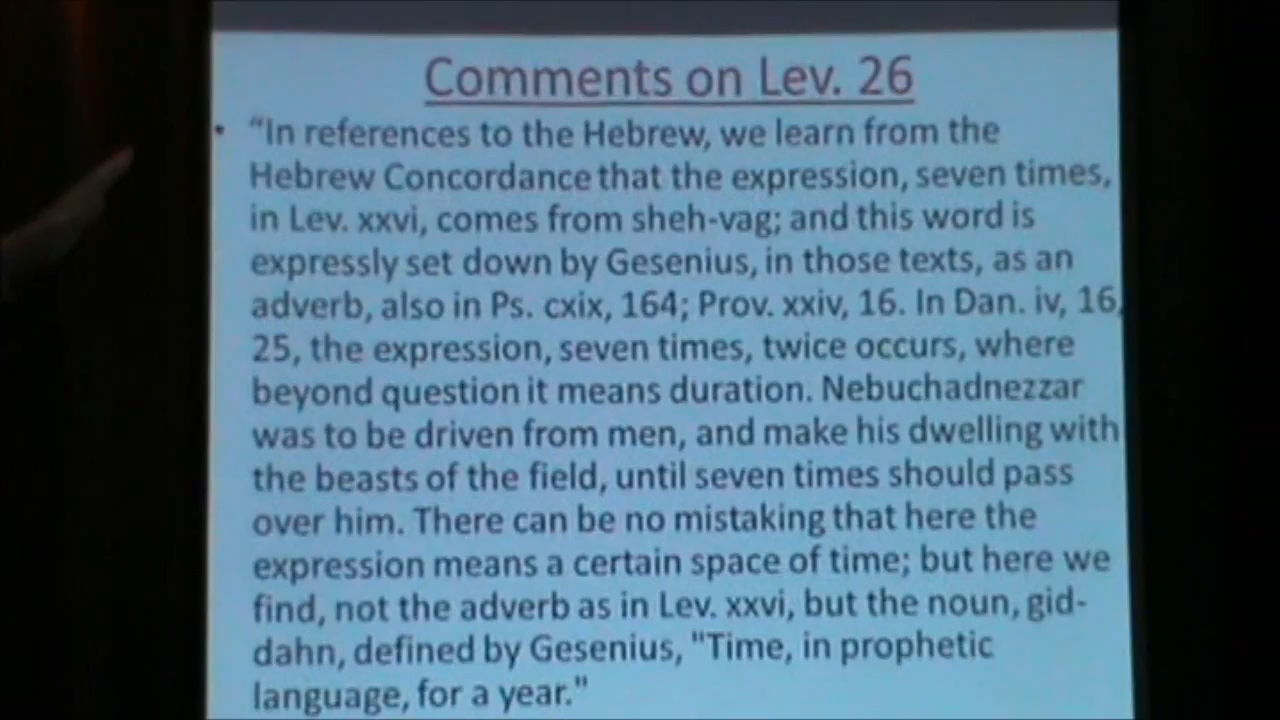 Comments on Lev. 26
• “In references to the Hebrew, we learn from the
Hebrew Concordance that the expression, seven times,
in Lev. xxvi, comes from sheh-vag; and this word is
expressly set down by Gesenius, in those texts, as an
adverb, also in Ps. cxix, 164; Prov. xxiv, 16. In Dan. iv, 16,
25, the expression, seven times, twice occurs, where
beyond question it means duration. Nebuchadnezzar
was to be driven from men, and make his dwelling with
the beasts of the field, until seven times should pass
over him. There can be no mistaking that here the
expression means a certain space of time; but here we
find, not the adverb as in Lev. xxvi, but the noun, gid-
dahn, defined by Gesenius, "Time, in prophetic
language, for a year."